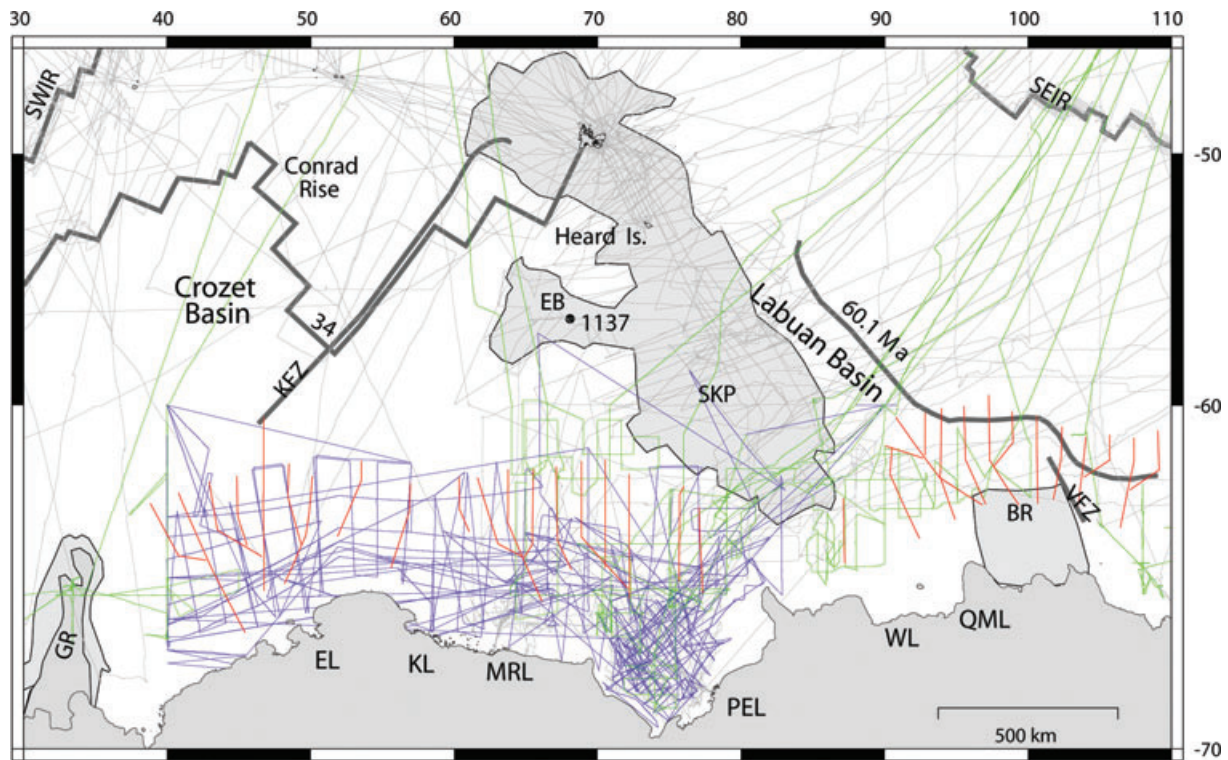 30 40 50 60 70 80 90 100 110
SWIR
SEIR
-50
Conrad
Rise
Heard Is.
Crozet
Basin
34
KFZ
EB
1137
Labuan Basin
60.1 Ma
SKP
-60
VFZ
BR
GR
EL
KL
MRL
PEL
WL
QML
500 km
-70